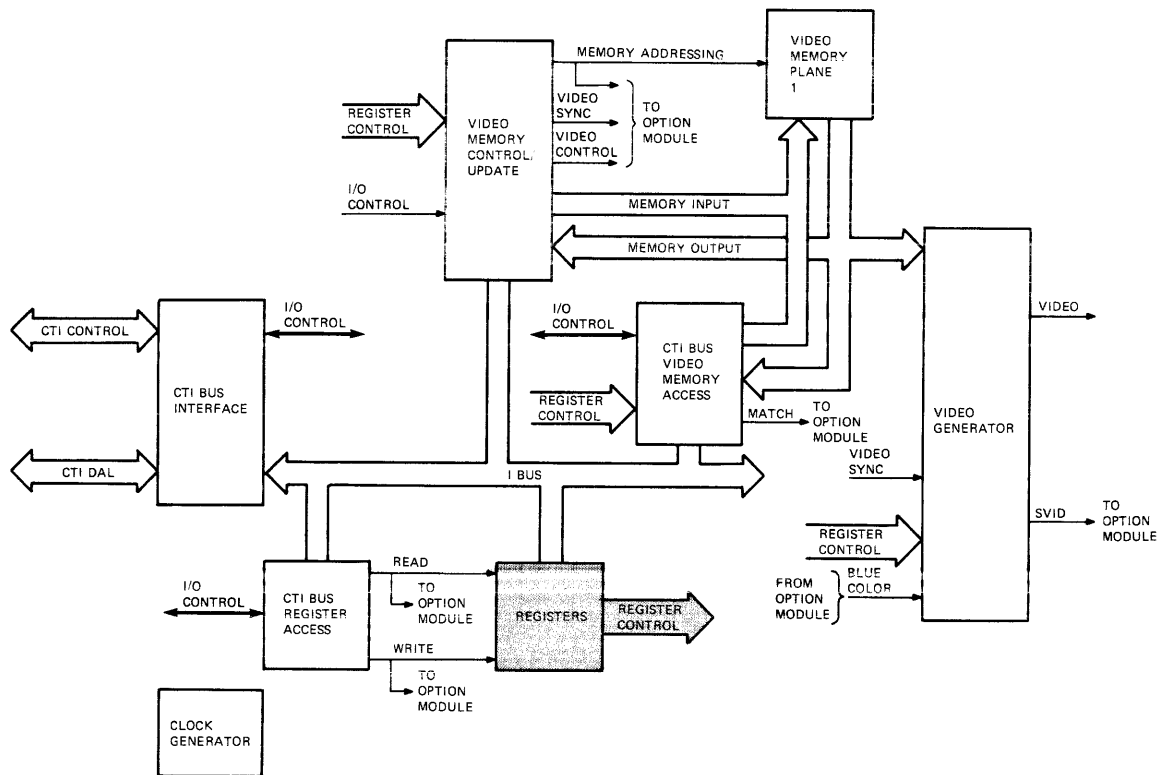 MEMORY ADDRESSING
VIDEO
MEMORY
PLANE
1
REGISTER
CONTROL
VIDEO
MEMORY
CONTROL/
UPDATE
VIDEO
SYNC
VIDEO
CONTROL
TO
OPTION
MODULE
I/O
CONTROL
MEMORY INPUT
MEMORY OUTPUT
CTI CONTROL
CTI DAL
CTI BUS
INTERFACE
I/O
CONTROL
I/O
CONTROL
REGISTER
CONTROL
CTI BUS
VIDEO
MEMORY
ACCESS
MATCH
TO
OPTION
MODULE
VIDEO
GENERATOR
VIDEO
VIDEO
SYNC
SVID
TO
OPTION
MODULE
REGISTER
CONTROL
FROM
OPTION
MODULE
BLUE
COLOR
I BUS
I/O
CONTROL
CTI BUS
REGISTER
ACCESS
READ
TO
OPTION
MODULE
WRITE
TO
OPTION
MODULE
REGISTERS
REGISTER
CONTROL
CLOCK
GENERATOR